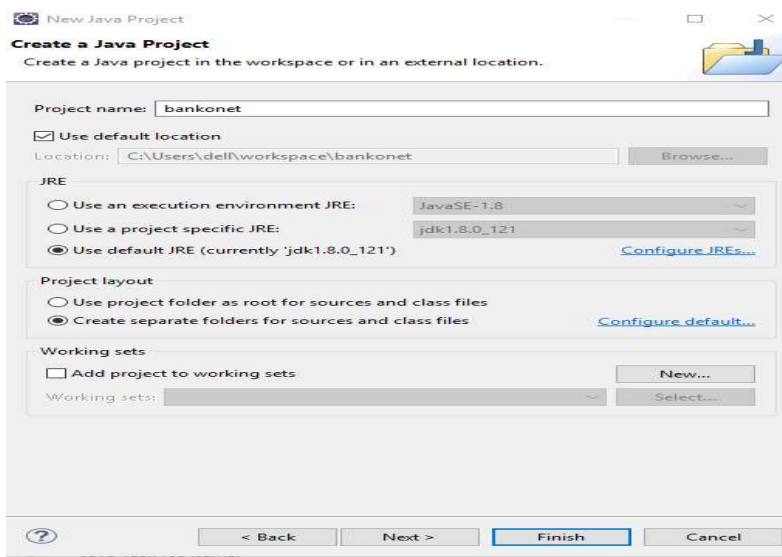 New Java Project
Create a Java Project
Create a Java project in the workspace or in an external location.
Project name: bankonet
Use default location
Location: C:\Users\dell\workspace\bankonet Browse...
JRE
Use an execution environment JRE: JavaSE-1.8
Use a project specific JRE: jdk1.8.0_121
Use default JRE (currently 'jdk1.8.0_121') Configure JREs...
Project layout
Use project folder as root for sources and class files
Create separate folders for sources and class files Configure default...
Working sets
Add project to working sets New...
Working sets: Select...
? < Back Next > Finish Cancel